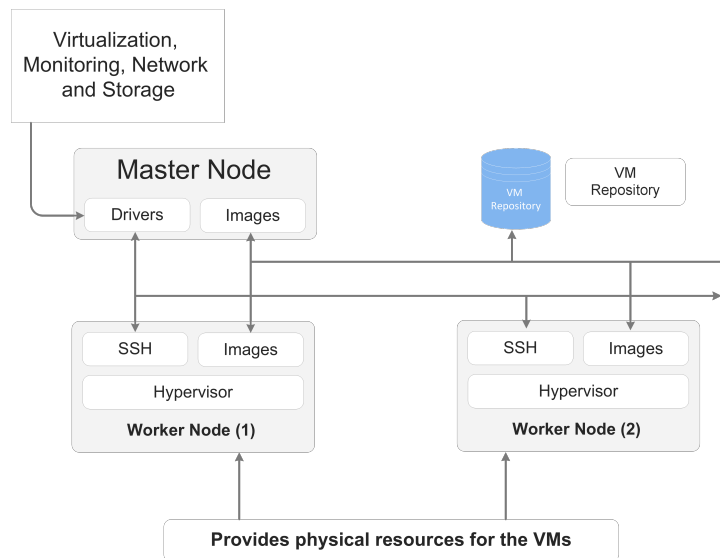 Virtualization,
Monitoring, Network
and Storage
Master Node
Drivers
Images
VM
Repository
VM
Repository
SSH
Images
Hypervisor
Worker Node (1)
SSH
Images
Hypervisor
Worker Node (2)
Provides physical resources for the VMs